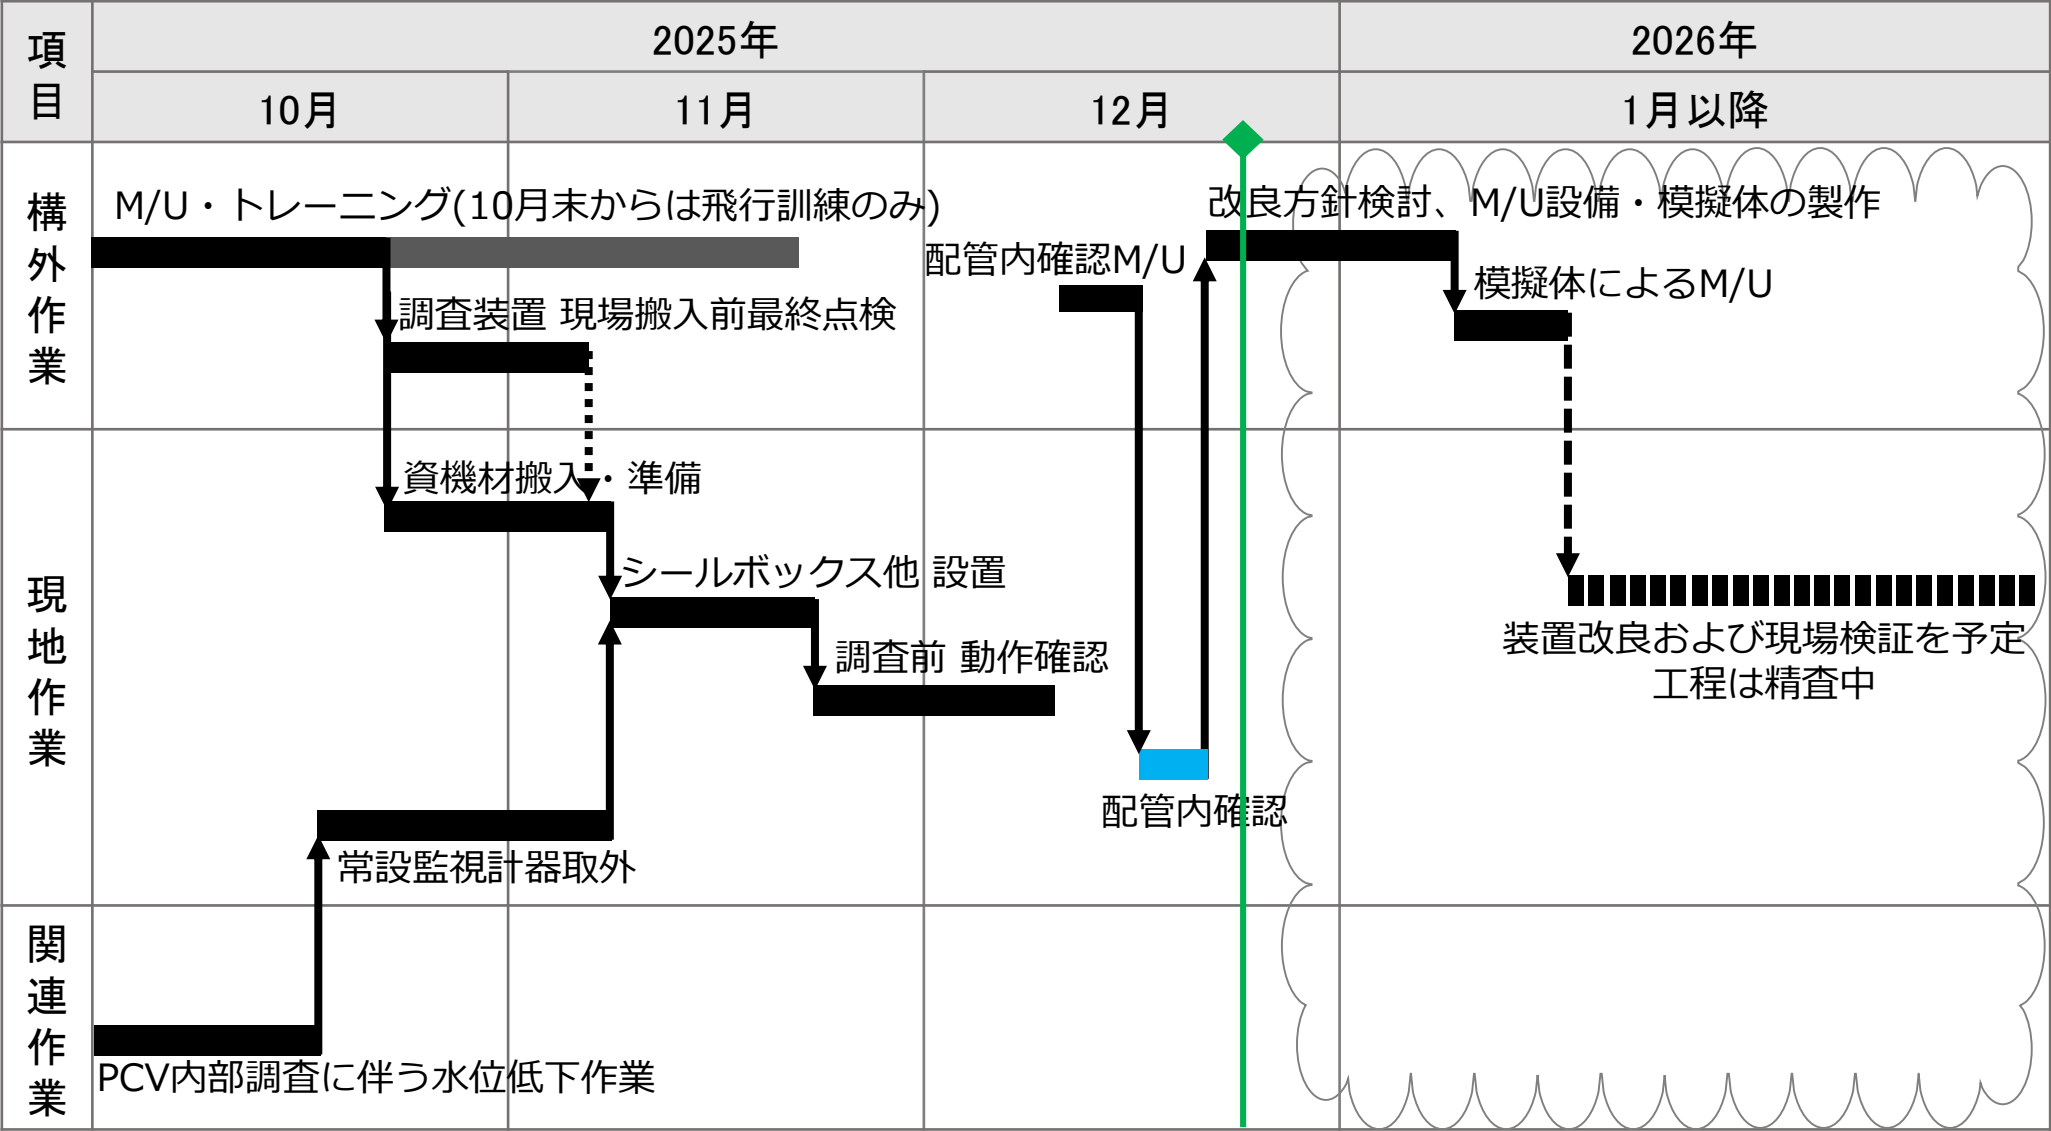 項目
2025年
2026年
10月
11月
12月
1月以降
構外作業
M/U・トレーニング(10月末からは飛行訓練のみ)
改良方針検討、M/U設備・模擬体の製作
配管内確認M/U
模擬体によるM/U
調査装置 現場搬入前最終点検
現地作業
資機材搬入・準備
シールボックス他 設置
調査前 動作確認
装置改良および現場検証を予定
工程は精査中
配管内確認
常設監視計器取外
関連作業
PCV内部調査に伴う水位低下作業